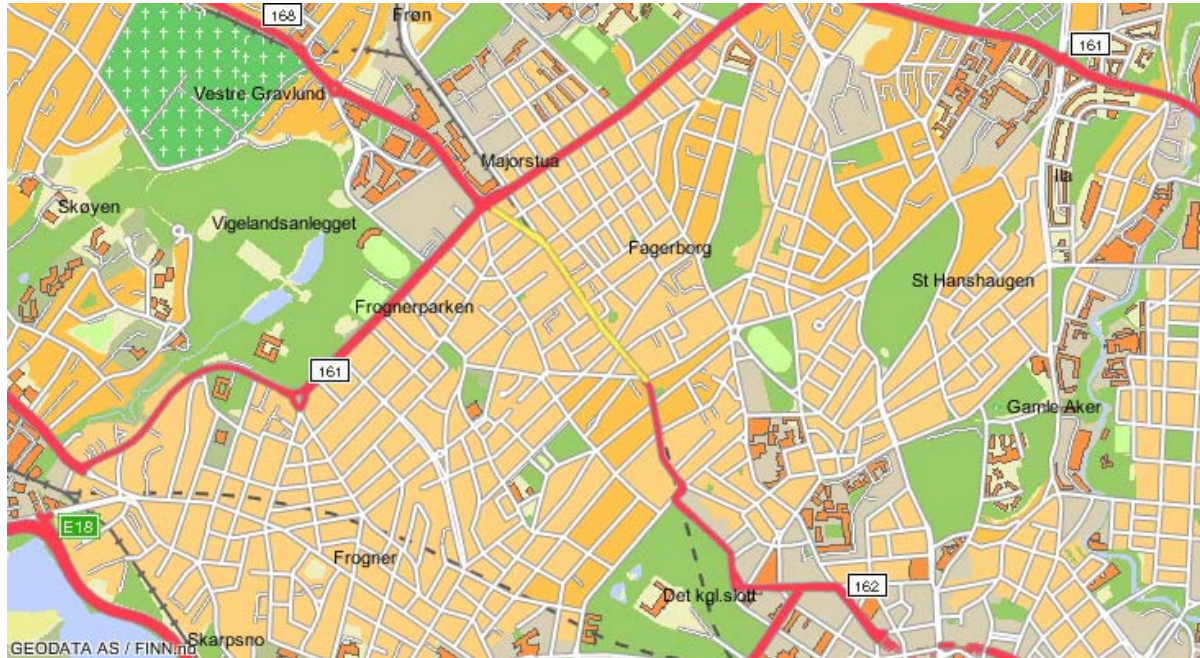 168
Frøn
161
Vestre Gravlund
Majorstua
Ila
Skøyen
Vigelandsanlegget
Fagerborg
St Hanshaugen
Frognerparken
161
Gamle Aker
E18
Frogner
162
Det kgl.slott
Skarpsno
GEODATA AS / FINN.no